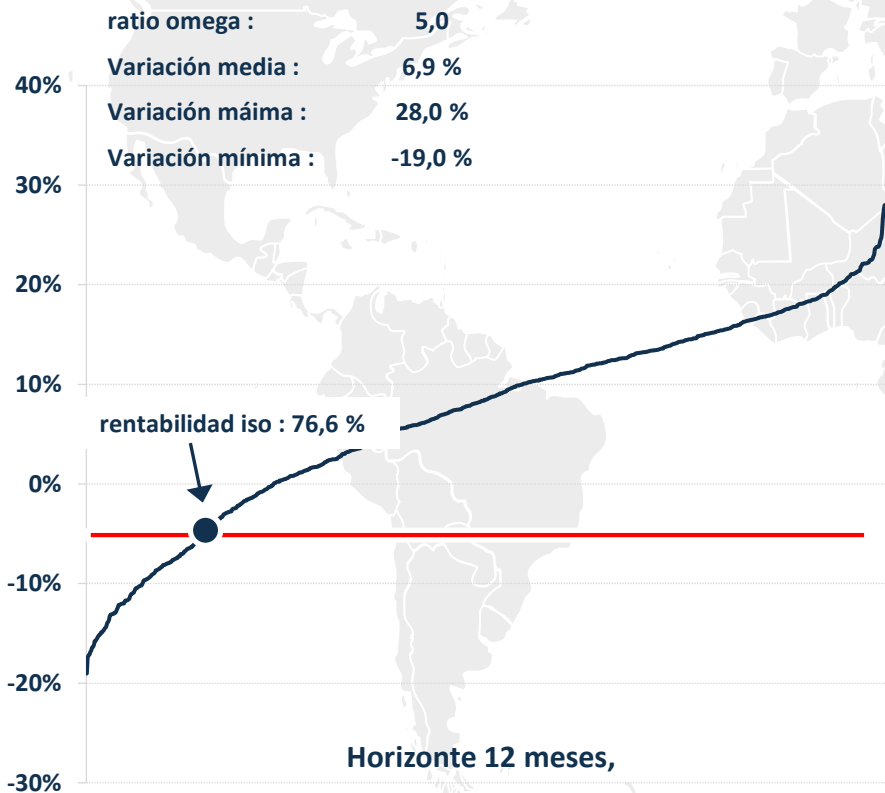 ratio omega : 5,0
Variación media : 6,9 %
40%
Variación máima : 28,0 %
Variación mínima : -19,0 %
30%
20%
10%
rentabilidad iso : 76,6 %
0%
-10%
-20%
Horizonte 12 meses,
-30%